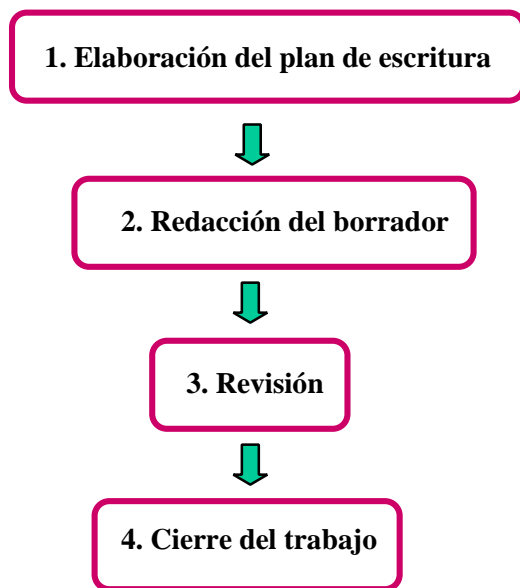 1. Elaboración del plan de escritura
2. Redacción del borrador
3. Revisión
4. Cierre del trabajo